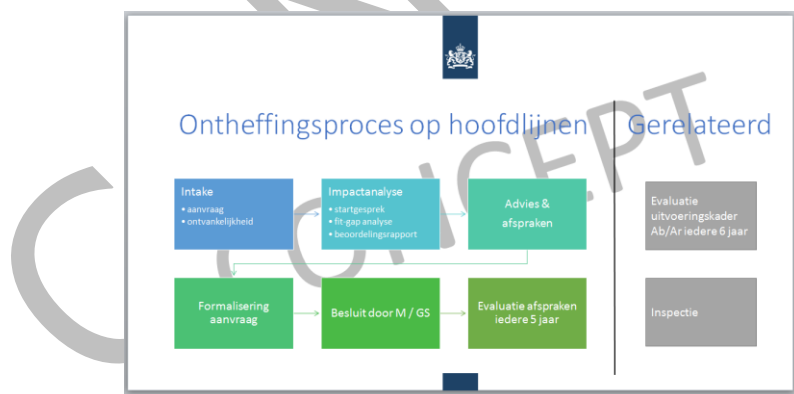 Ontheffingsproces op hoofdlijnen
Gerelateerd
Intake
• aanvraag
• ontvankelijkheid
Impactanalyse
• startgesprek
• fit-gap analyse
• beoordelingsrapport
Advies &
afspraken
Formalisering
aanvraag
Besluit door M / GS
Evaluatie afspraken
iedere 5 jaar
Evaluatie
uitvoeringskader
Ab/Ar iedere 6 jaar
Inspectie
CONCEPT